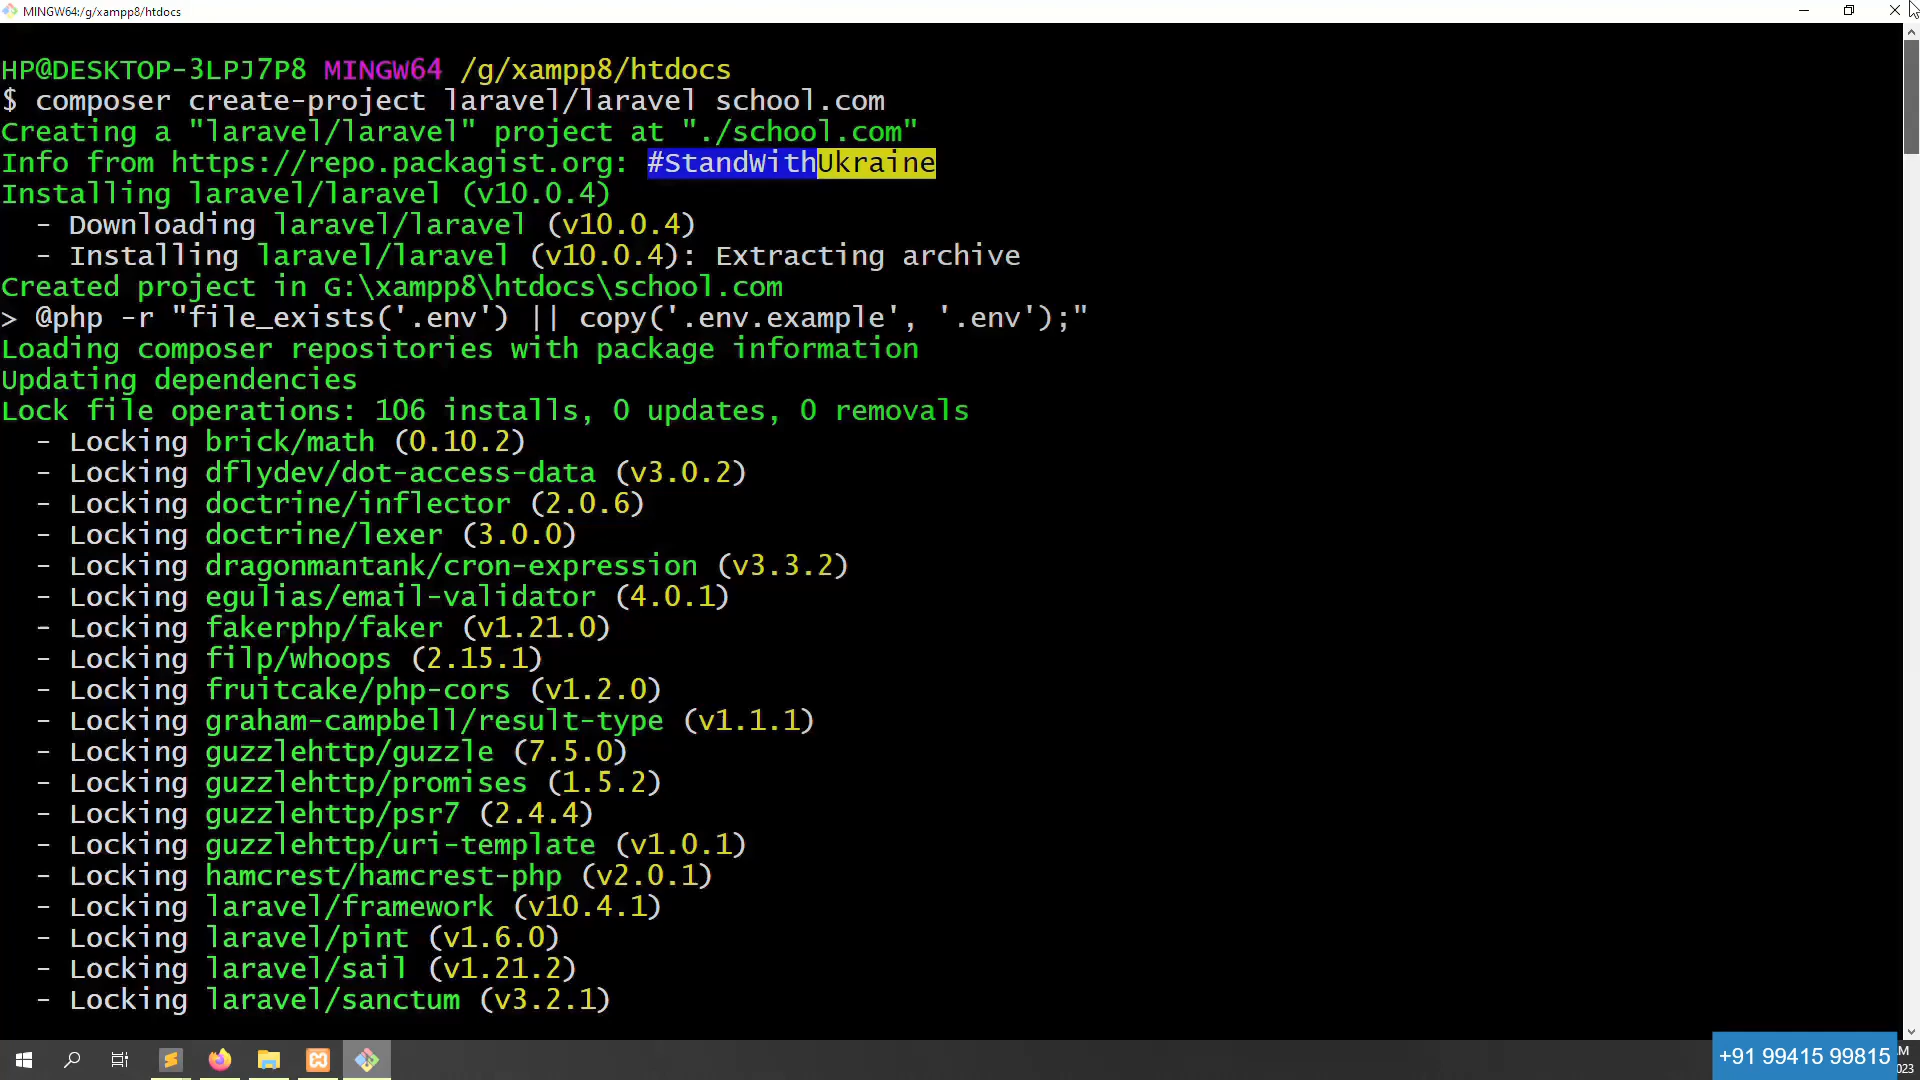 MINGW64:/g/xampp8/htdocs
HP@DESKTOP-3LPJ7P8 MINGW64 /g/xampp8/htdocs
$ composer create-project laravel/laravel school.com
Creating a "laravel/laravel" project at "./school.com"
Info from https://repo.packagist.org: #StandWithUkraine
Installing laravel/laravel (v10.0.4)
- Downloading laravel/laravel (v10.0.4)
- Installing laravel/laravel (v10.0.4): Extracting archive
Created project in G:\xampp8\htdocs\school.com
> @php -r "file_exists('.env') || copy('.env.example', '.env');"
Loading composer repositories with package information
Updating dependencies
Lock file operations: 106 installs, 0 updates, 0 removals
- Locking brick/math (0.10.2)
- Locking dflydev/dot-access-data (v3.0.2)
- Locking doctrine/inflector (2.0.6)
- Locking doctrine/lexer (3.0.0)
- Locking dragonmantank/cron-expression (v3.3.2)
- Locking egulias/email-validator (4.0.1)
- Locking fakerphp/faker (v1.21.0)
- Locking filp/whoops (2.15.1)
- Locking fruitcake/php-cors (v1.2.0)
- Locking graham-campbell/result-type (v1.1.1)
- Locking guzzlehttp/guzzle (7.5.0)
- Locking guzzlehttp/promises (1.5.2)
- Locking guzzlehttp/psr7 (2.4.4)
- Locking guzzlehttp/uri-template (v1.0.1)
- Locking hamcrest/hamcrest-php (v2.0.1)
- Locking laravel/framework (v10.4.1)
- Locking laravel/pint (v1.6.0)
- Locking laravel/sail (v1.21.2)
- Locking laravel/sanctum (v3.2.1)
+91 99415 99815